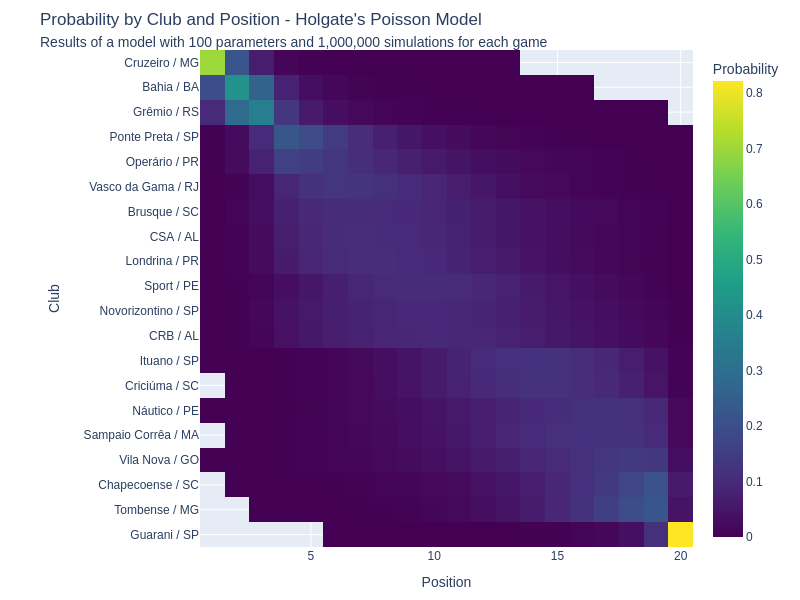 Probability by Club and Position - Holgate's Poisson Model
Results of a model with 100 parameters and 1,000,000 simulations for each game
Cruzeiro / MG
Bahia / BA
Grêmio / RS
Ponte Preta / SP
Operário / PR
Vasco da Gama / RJ
Brusque / SC
CSA / AL
Londrina / PR
Sport / PE
Novorizontino / SP
CRB / AL
Ituano / SP
Criciúma / SC
Náutico / PE
Sampaio Corrêa / MA
Vila Nova / GO
Chapecoense / SC
Tombense / MG
Guarani / SP
Club
5
10
15
20
Position
Probability
0.8
0.7
0.6
0.5
0.4
0.3
0.2
0.1
0